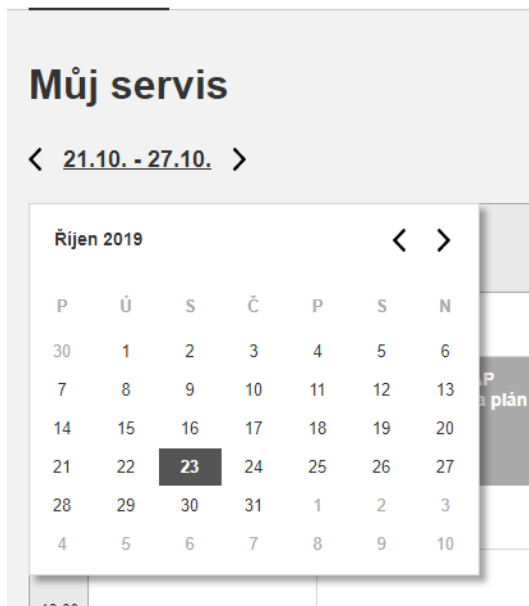 Můj servis
21.10. - 27.10.
Říjen 2019
P Ú S Č P S N
30 1 2 3 4 5 6
7 8 9 10 11 12 13
14 15 16 17 18 19 20
21 22 23 24 25 26 27
28 29 30 31 1 2 3
4 5 6 7 8 9 10
plán